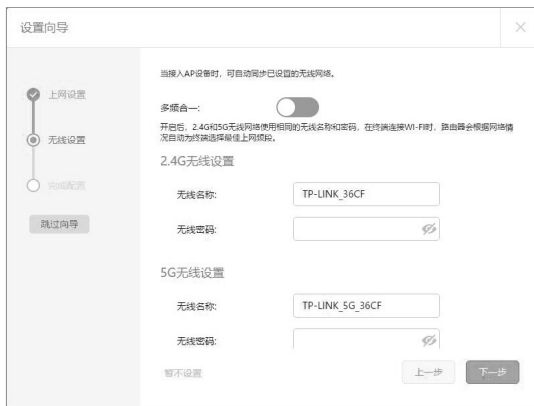 设置向导
上网设置
无线设置
完成配置
跳过向导
当接入AP设备时，可自动同步已设置的无线网络。
多频合一:
开启后，2.4G和5G无线网络使用相同的无线名称和密码，在终端连接WI-FI时，路由器会根据网络情
况自动为终端选择最佳上网频段。
2.4G无线设置
无线名称: TP-LINK_36CF
无线密码:
5G无线设置
无线名称: TP-LINK_5G_36CF
无线密码:
暂不设置 上一步 下一步